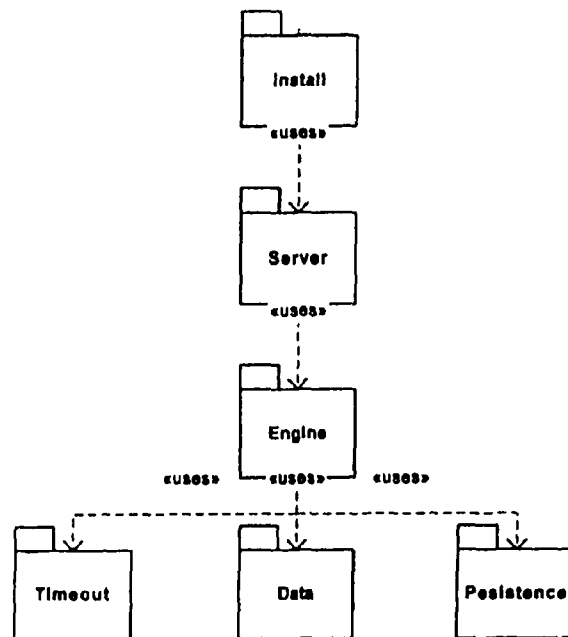 Install
«uses»
Server
«uses»
Engine
«uses» «uses» «uses»
Timeout Data Pesistence